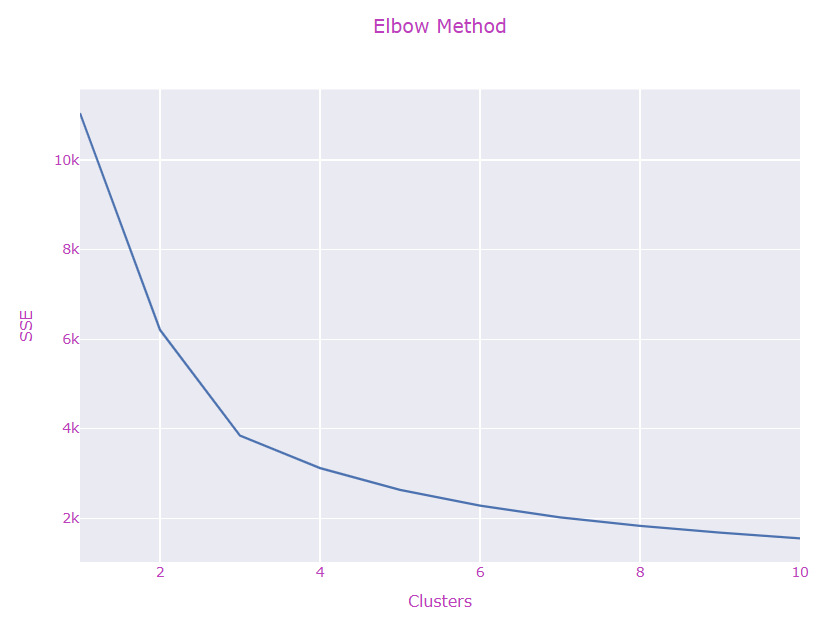 Elbow Method
10k
8k
6k
4k
2k
SSE
2 4 6 8 10
Clusters